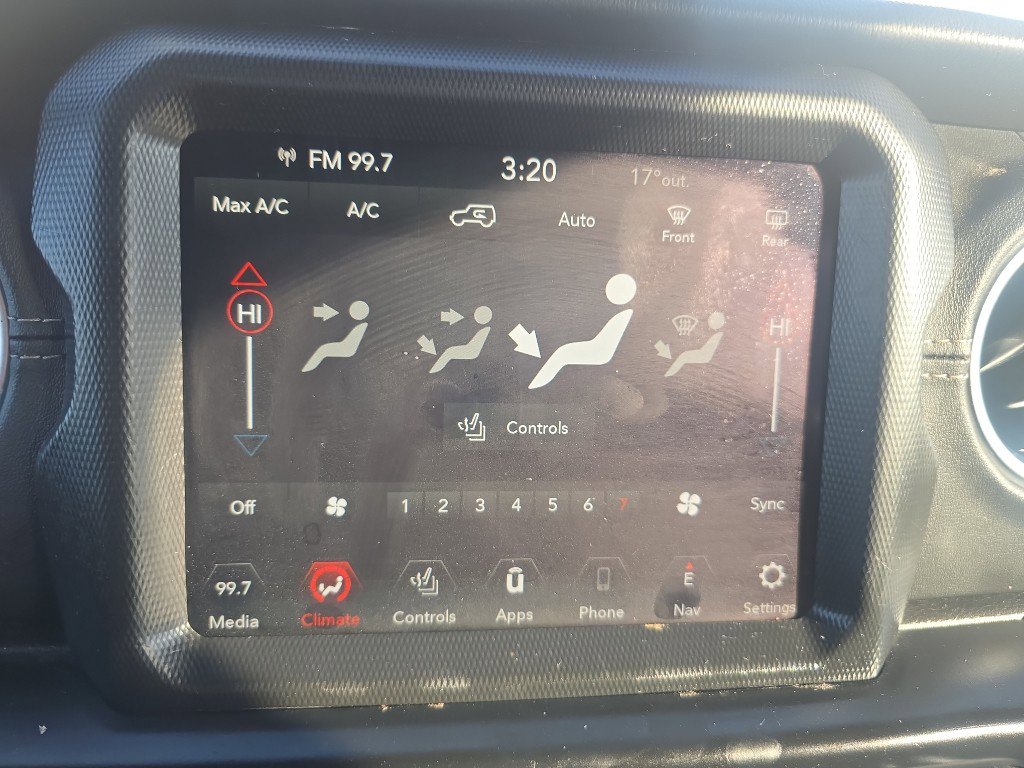 FM 99.7 3:20 17° out.
Max A/C A/C Auto Front Rear
HI HI
Controls
Off 1 2 3 4 5 6 7 Sync
99.7 E
Media Climate Controls Apps Phone Nav Settings